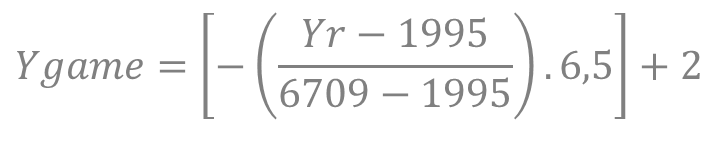 Ygame = [−(Yr − 1995 / 6709 − 1995) . 6,5] + 2